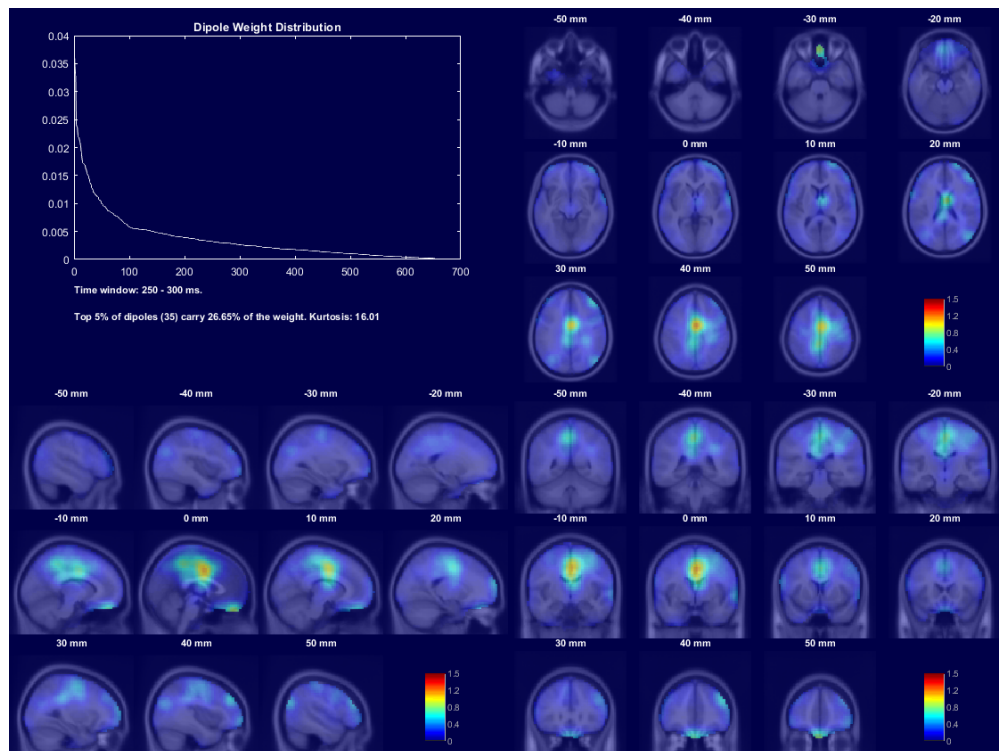 Dipole Weight Distribution
0.04
0.035
0.03
0.025
0.02
0.015
0.01
0.005
0
0 100 200 300 400 500 600 700
Time window: 250 - 300 ms.
Top 5% of dipoles (35) carry 26.65% of the weight. Kurtosis: 16.01
-50 mm -40 mm -30 mm -20 mm
-10 mm 0 mm 10 mm 20 mm
30 mm 40 mm 50 mm
1.5
1.2
0.8
0.4
0
-50 mm -40 mm -30 mm -20 mm
-10 mm 0 mm 10 mm 20 mm
30 mm 40 mm 50 mm
1.5
1.2
0.8
0.4
0
-50 mm -40 mm -30 mm -20 mm
-10 mm 0 mm 10 mm 20 mm
30 mm 40 mm 50 mm
1.5
1.2
0.8
0.4
0